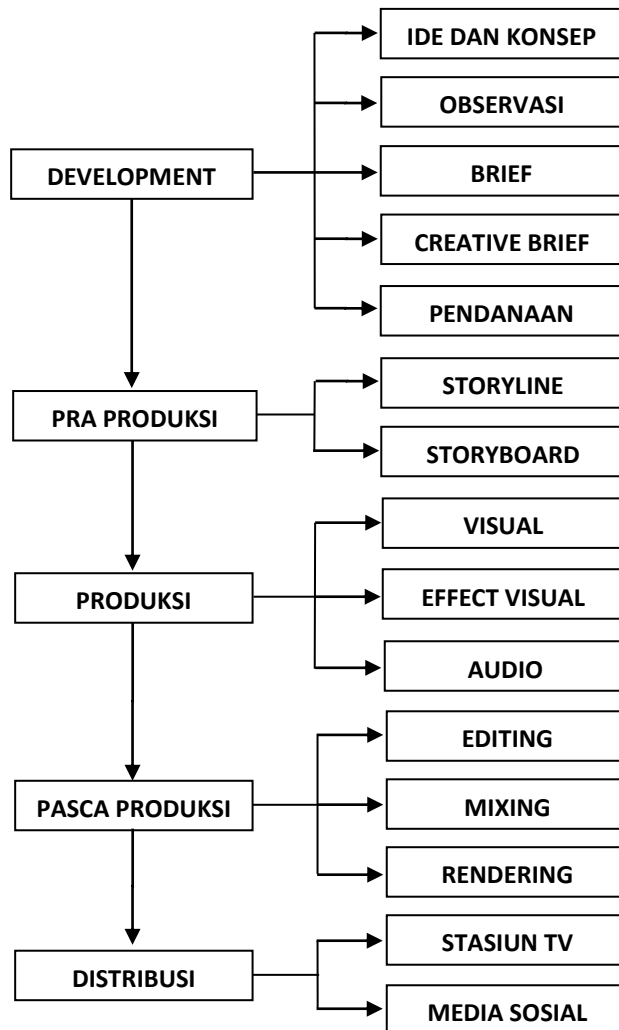 DEVELOPMENT
IDE DAN KONSEP
OBSERVASI
BRIEF
CREATIVE BRIEF
PENDANAAN
PRA PRODUKSI
STORYLINE
STORYBOARD
PRODUKSI
VISUAL
EFFECT VISUAL
AUDIO
PASCA PRODUKSI
EDITING
MIXING
RENDERING
DISTRIBUSI
STASIUN TV
MEDIA SOSIAL